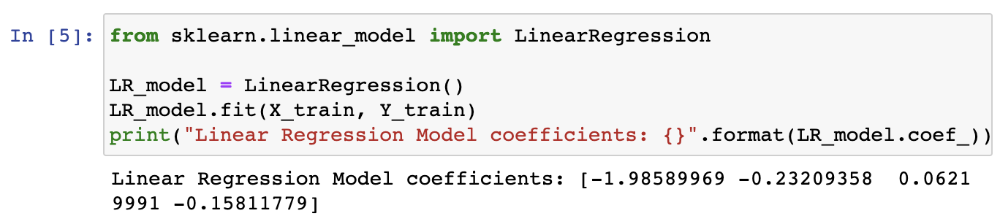 In [5]: from sklearn.linear_model import LinearRegression
LR_model = LinearRegression()
LR_model.fit(X_train, Y_train)
print("Linear Regression Model coefficients: {}".format(LR_model.coef_))
Linear Regression Model coefficients: [-1.98589969 -0.23209358  0.0621
9991 -0.15811779]